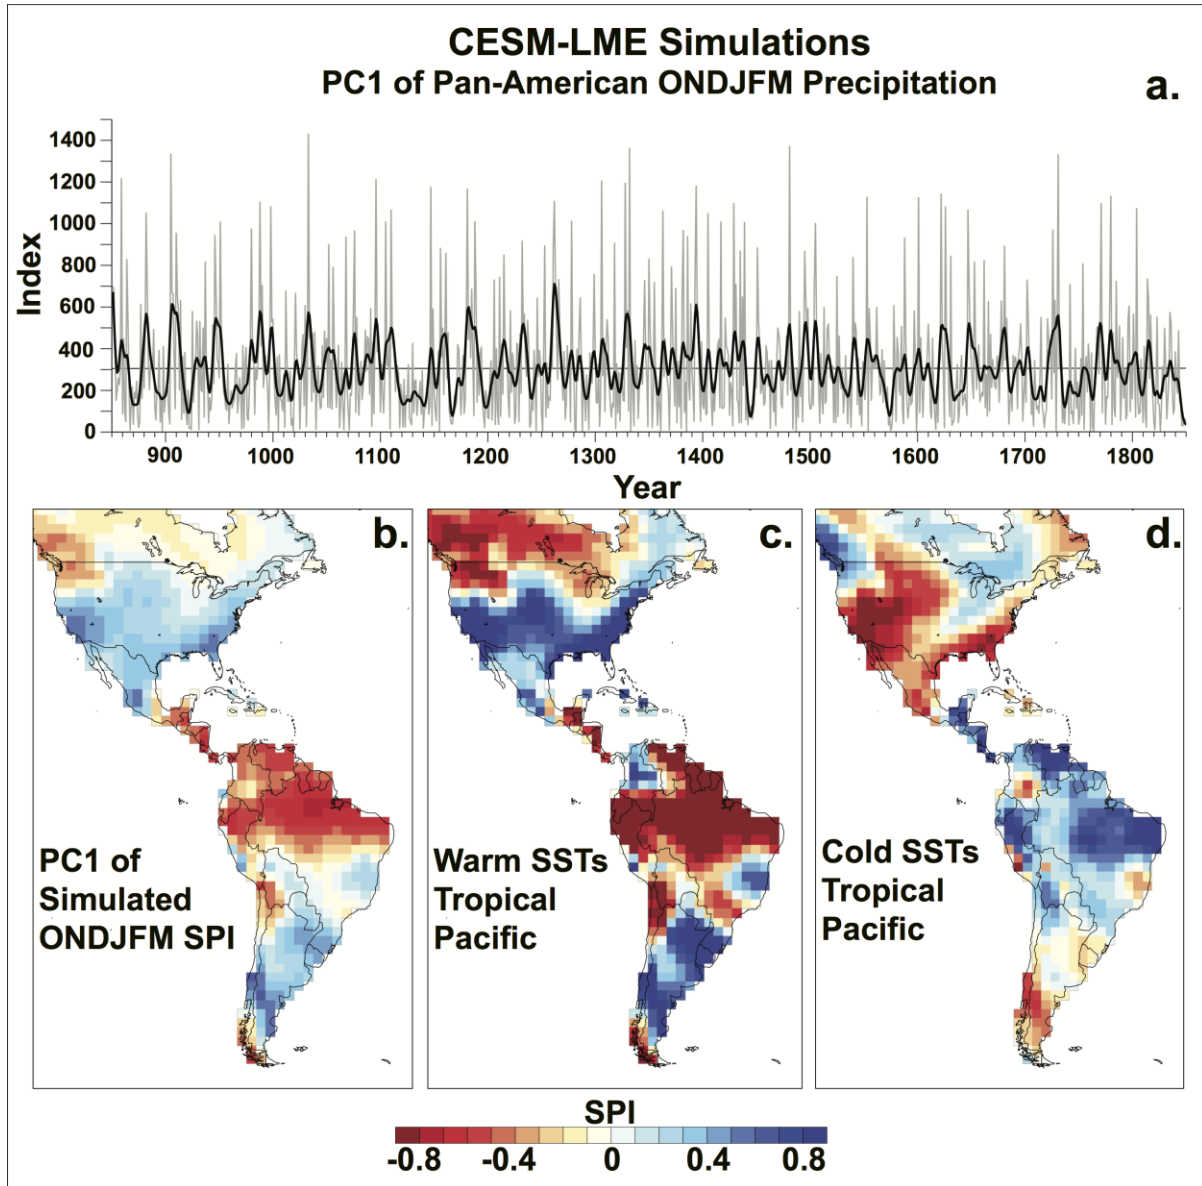 CESM-LME Simulations
PC1 of Pan-American ONDJFM Precipitation
a.
Index
1400
1200
1000
800
600
400
200
0
900 1000 1100 1200 1300 1400 1500 1600 1700 1800
Year
b.
PC1 of
Simulated
ONDJFM SPI
c.
Warm SSTs
Tropical
Pacific
d.
Cold SSTs
Tropical
Pacific
SPI
-0.8 -0.4 0 0.4 0.8